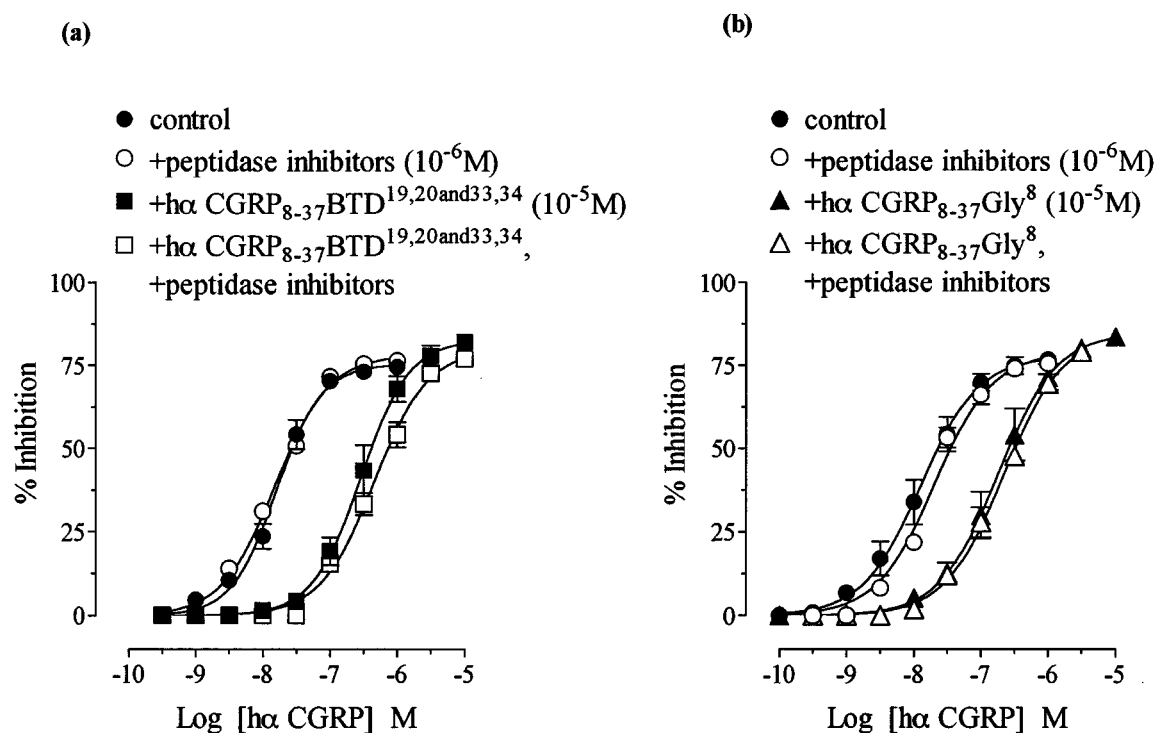 (a)
control
+peptidase inhibitors (10⁻⁶M)
+hα CGRP₈₋₃₇BTD¹⁹,²⁰ᵃⁿᵈ³³,³⁴ (10⁻⁵M)
+hα CGRP₈₋₃₇BTD¹⁹,²⁰ᵃⁿᵈ³³,³⁴,
+peptidase inhibitors
100
75
50
25
0
% Inhibition
-10 -9 -8 -7 -6 -5
Log [hα CGRP] M
(b)
control
+peptidase inhibitors (10⁻⁶M)
+hα CGRP₈₋₃₇Gly⁸ (10⁻⁵M)
+hα CGRP₈₋₃₇Gly⁸,
+peptidase inhibitors
100
75
50
25
0
% Inhibition
-10 -9 -8 -7 -6 -5
Log [hα CGRP] M